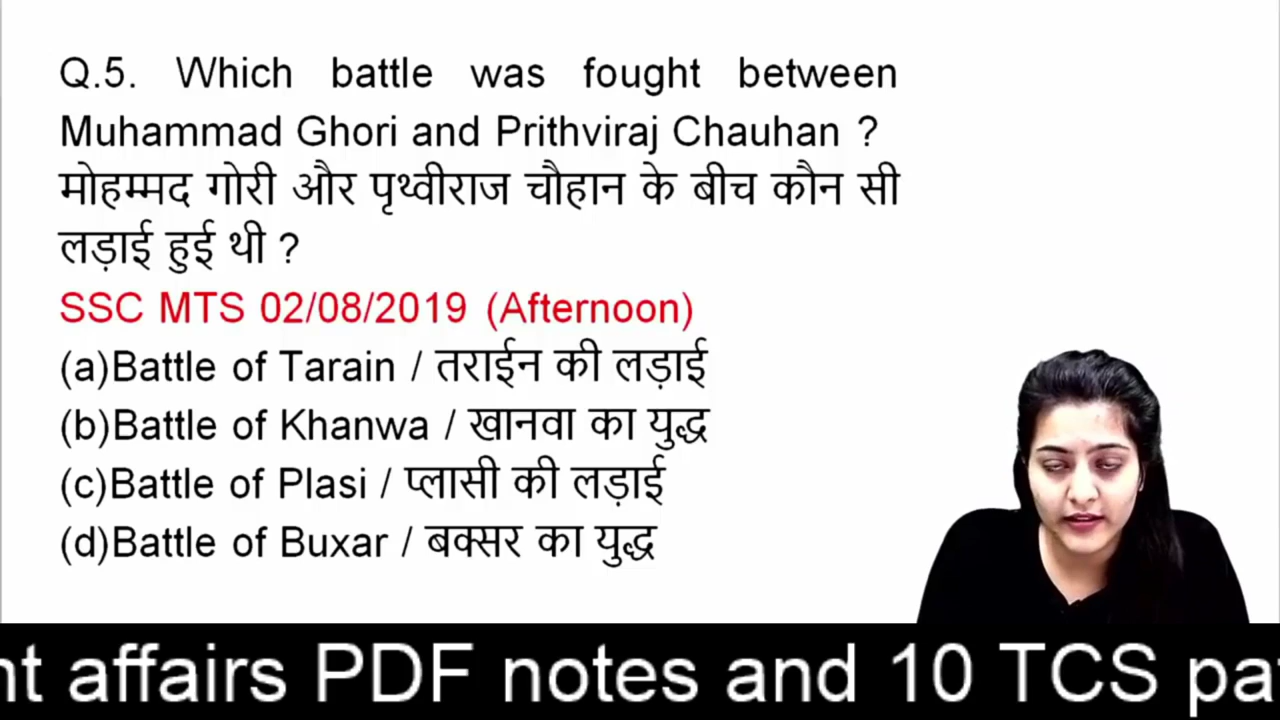 Q.5. Which battle was fought between
Muhammad Ghori and Prithviraj Chauhan ?
मोहम्मद गोरी और पृथ्वीराज चौहान के बीच कौन सी
लड़ाई हुई थी ?
SSC MTS 02/08/2019 (Afternoon)
(a)Battle of Tarain / तराईन की लड़ाई
(b)Battle of Khanwa / खानवा का युद्ध
(c)Battle of Plasi / प्लासी की लड़ाई
(d)Battle of Buxar / बक्सर का युद्ध
nt affairs PDF notes and 10 TCS pa